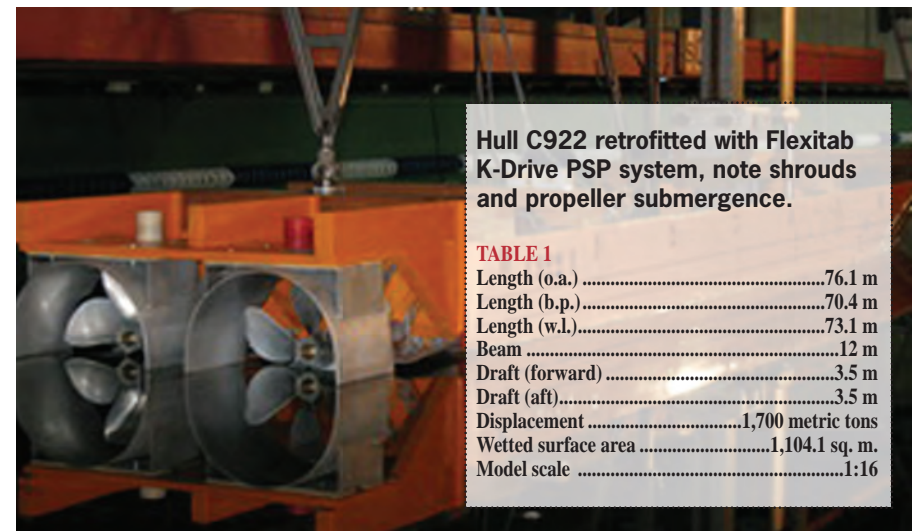 Hull C922 retrofitted with Flexitab
K-Drive PSP system, note shrouds
and propeller submergence.
TABLE 1
Length (o.a.) ....................................................76.1 m
Length (b.p.)....................................................70.4 m
Length (w.l.).....................................................73.1 m
Beam ...................................................................12 m
Draft (forward) .................................................3.5 m
Draft (aft)...........................................................3.5 m
Displacement .................................1,700 metric tons
Wetted surface area ............................1,104.1 sq. m.
Model scale .........................................................1:16